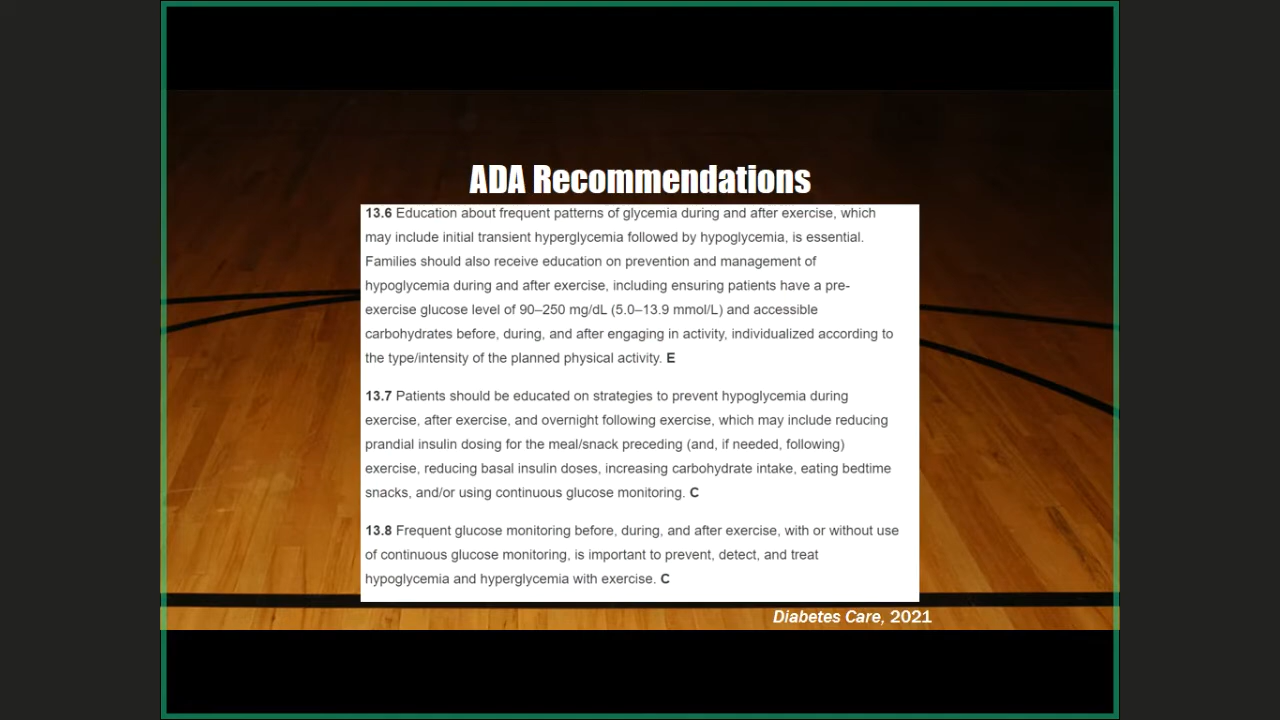 ADA Recommendations
13.6 Education about frequent patterns of glycemia during and after exercise, which
may include initial transient hyperglycemia followed by hypoglycemia, is essential.
Families should also receive education on prevention and management of
hypoglycemia during and after exercise, including ensuring patients have a pre-
exercise glucose level of 90–250 mg/dL (5.0–13.9 mmol/L) and accessible
carbohydrates before, during, and after engaging in activity, individualized according to
the type/intensity of the planned physical activity. E
13.7 Patients should be educated on strategies to prevent hypoglycemia during
exercise, after exercise, and overnight following exercise, which may include reducing
prandial insulin dosing for the meal/snack preceding (and, if needed, following)
exercise, reducing basal insulin doses, increasing carbohydrate intake, eating bedtime
snacks, and/or using continuous glucose monitoring. C
13.8 Frequent glucose monitoring before, during, and after exercise, with or without use
of continuous glucose monitoring, is important to prevent, detect, and treat
hypoglycemia and hyperglycemia with exercise. C
Diabetes Care, 2021